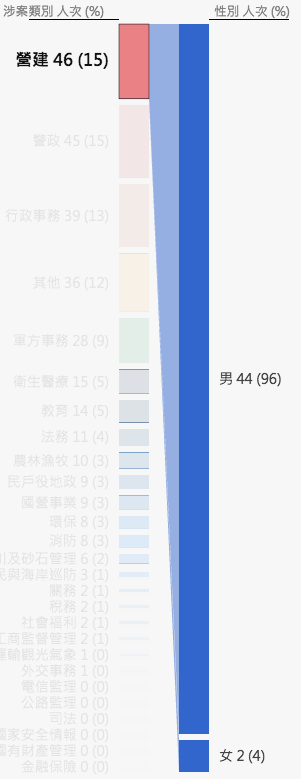 涉案類別 人次 (%)
性別 人次 (%)
營建 46 (15)
警政 45 (15)
行政事務 39 (13)
其他 36 (12)
軍方事務 28 (9)
衛生醫療 15 (5)
教育 14 (5)
法務 11 (4)
農林漁牧 10 (3)
民戶役地政 9 (3)
國營事業 9 (3)
環保 8 (3)
消防 8 (3)
川及砂石管理 6 (2)
民與海岸巡防 3 (1)
關務 2 (1)
稅務 2 (1)
社會福利 2 (1)
工商監督管理 2 (1)
運輸觀光氣象 1 (0)
外交事務 1 (0)
電信監理 0 (0)
公路監理 0 (0)
司法 0 (0)
國家安全情報 0 (0)
國有財產管理 0 (0)
金融保險 0 (0)
男 44 (96)
女 2 (4)